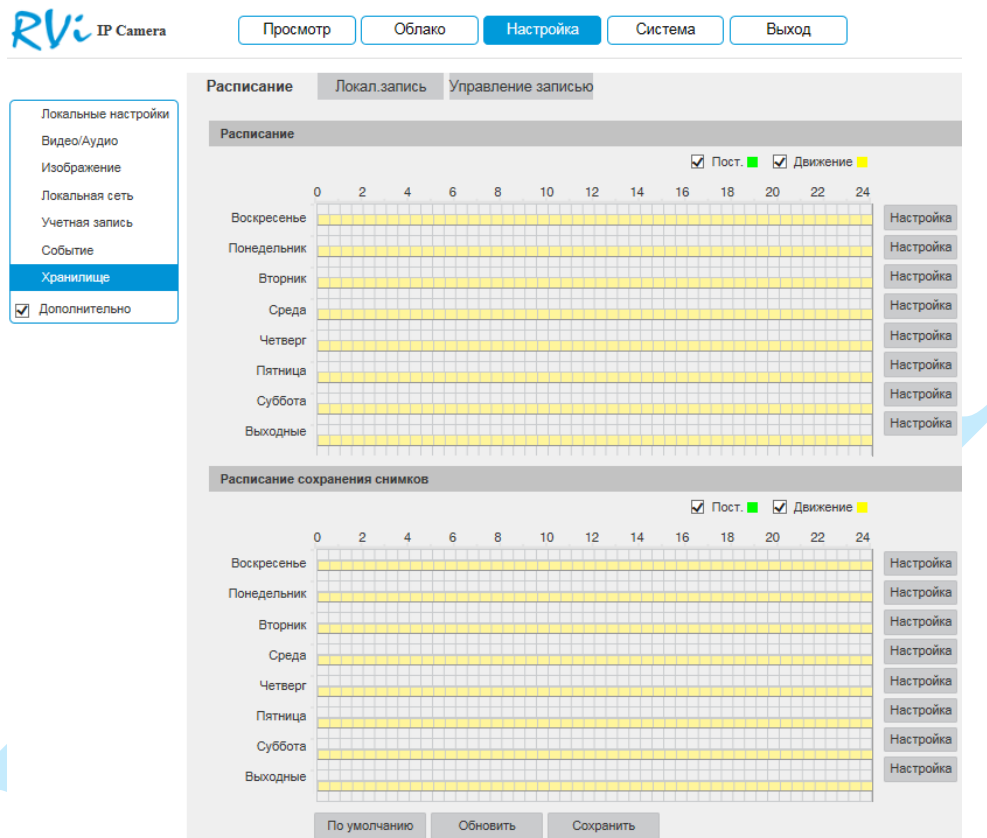 RVi IP Camera
Просмотр Облако Настройка Система Выход
Расписание Локал.запись Управление записью
Локальные настройки
Видео/Аудио
Изображение
Локальная сеть
Учетная запись
Событие
Хранилище
Дополнительно
Расписание
Пост. Движение
0 2 4 6 8 10 12 14 16 18 20 22 24
Воскресенье Настройка
Понедельник Настройка
Вторник Настройка
Среда Настройка
Четверг Настройка
Пятница Настройка
Суббота Настройка
Выходные Настройка
Расписание сохранения снимков
Пост. Движение
0 2 4 6 8 10 12 14 16 18 20 22 24
Воскресенье Настройка
Понедельник Настройка
Вторник Настройка
Среда Настройка
Четверг Настройка
Пятница Настройка
Суббота Настройка
Выходные Настройка
По умолчанию Обновить Сохранить